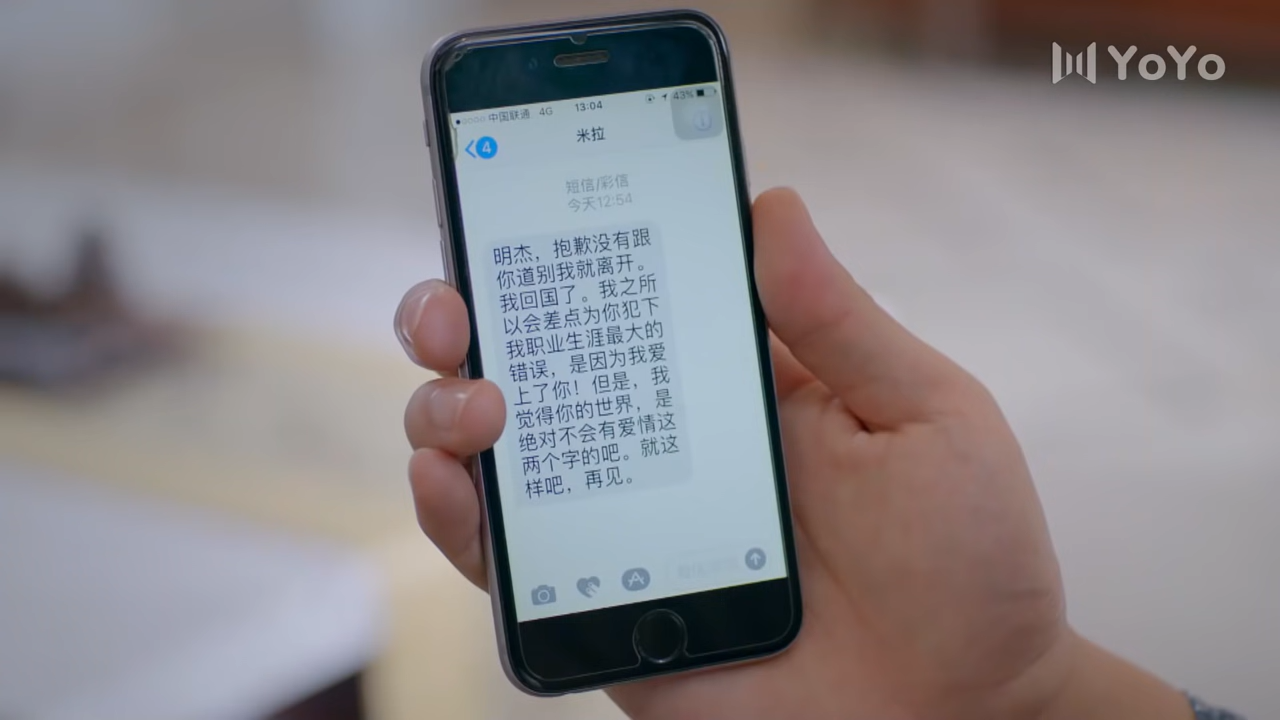 YoYo
中国联通 4G 13:04 43%
4
米拉
短信/彩信
今天12:54
明杰，抱歉没有跟
你道别我就离开。
我回国了。我之所
以会差点为你犯下
我职业生涯最大的
错误，是因为我爱
上了你！但是，我
觉得你的世界，是
绝对不会有爱情这
两个字的吧。就这
样吧，再见。